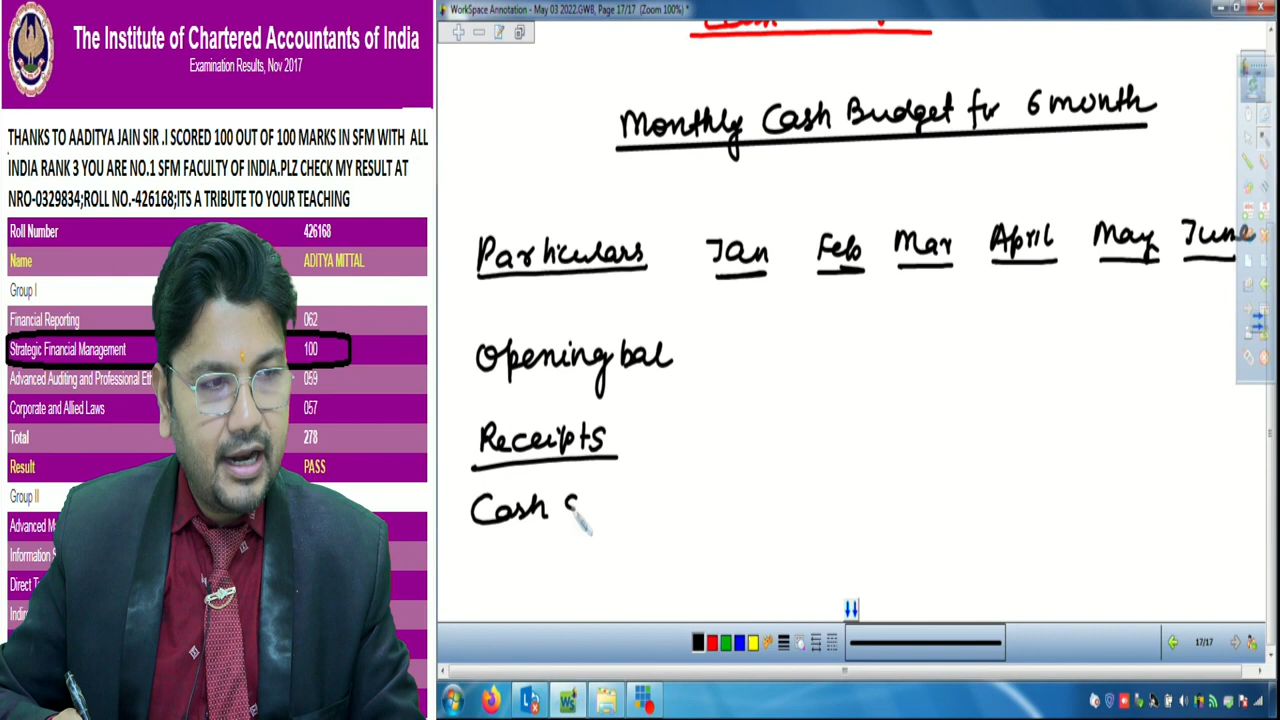 The Institute of Chartered Accountants of India
Examination Results, Nov 2017
THANKS TO AADITYA JAIN SIR .I SCORED 100 OUT OF 100 MARKS IN SFM WITH ALL
INDIA RANK 3 YOU ARE NO.1 SFM FACULTY OF INDIA.PLZ CHECK MY RESULT AT
NRO-0329834;ROLL NO.-426168;ITS A TRIBUTE TO YOUR TEACHING
Roll Number 426168
Name ADITYA MITTAL
Group I
Financial Reporting 062
Strategic Financial Management 100
Advanced Auditing and Professional Eth 059
Corporate and Allied Laws 057
Total 278
Result PASS
Group II
Advanced M
Information S
Direct T
Indir
WorkSpace Annotation - May 03 2022.GWB, Page 17/17 (Zoom 100%) *
Monthly Cash Budget for 6 month
Particulars Jan Feb Mar April May June
Opening bal
Receipts
Cash S
17/17